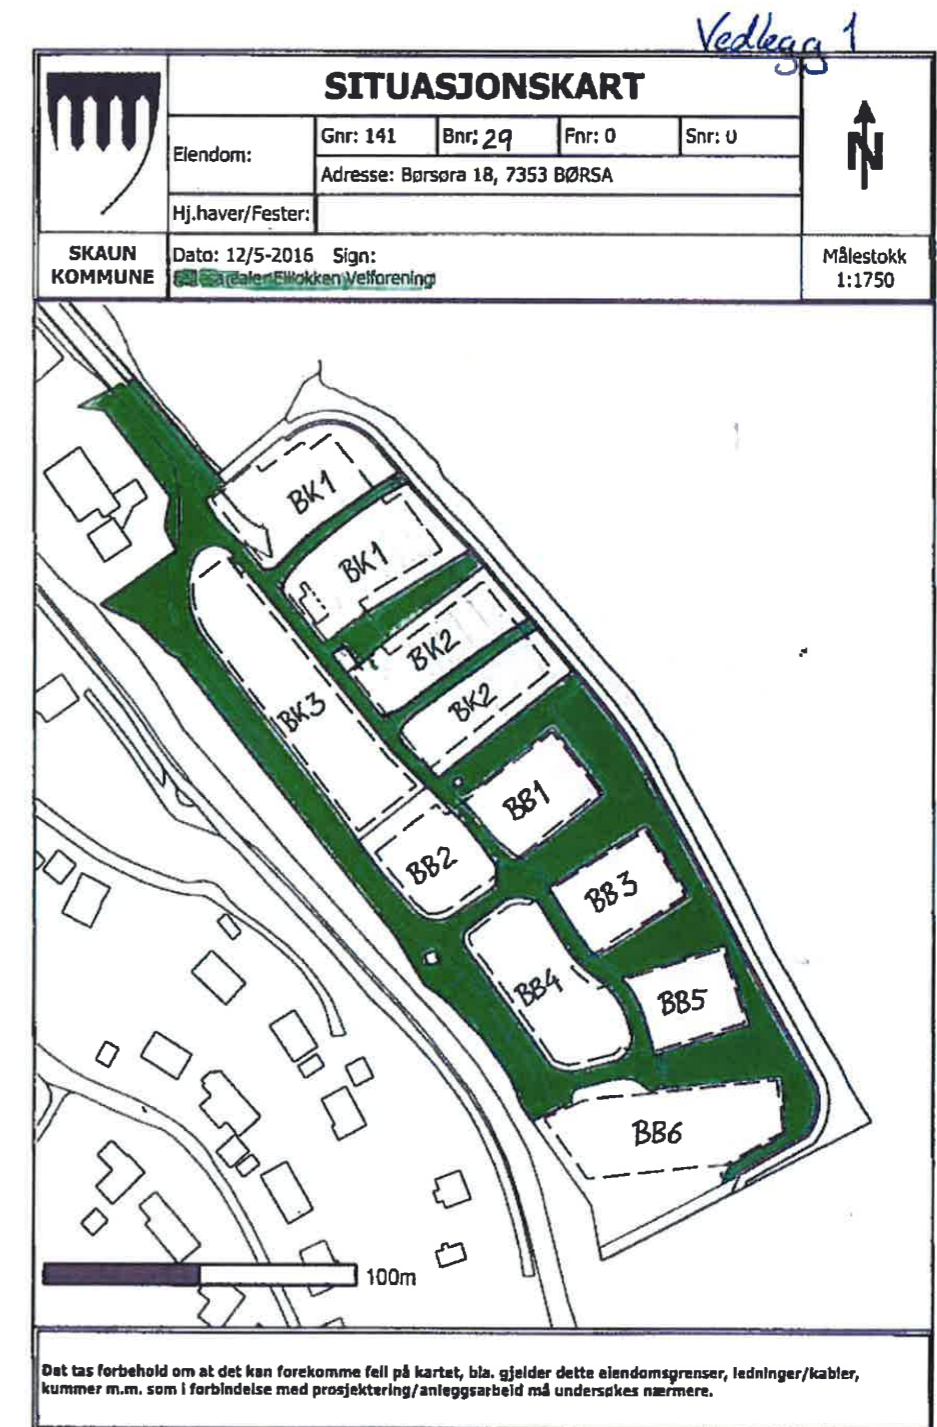 Vedlegg 1
SITUASJONSKART
Eiendom:
Gnr: 141 Bnr: 29 Fnr: 0 Snr: 0
Adresse: Børsøra 18, 7353 BØRSA
Hj.haver/Fester:
N
SKAUN
KOMMUNE
Dato: 12/5-2016 Sign:
Velforening
Målestokk
1:1750
BK1
BK1
BK2
BK2
BK3
BB1
BB2
BB3
BB4
BB5
BB6
100m
Det tas forbehold om at det kan forekomme feil på kartet, bla. gjelder dette eiendomsgrenser, ledninger/kabler,
kummer m.m. som i forbindelse med prosjektering/anleggsarbeid må undersøkes nærmere.